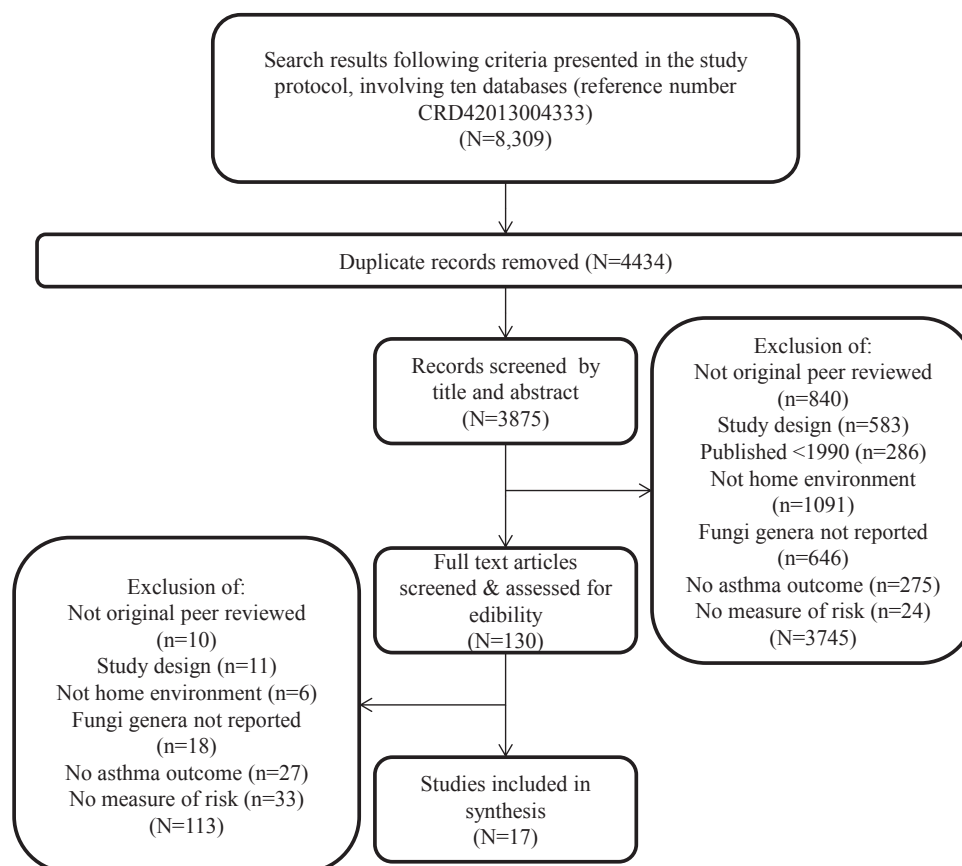 Search results following criteria presented in the study
protocol, involving ten databases (reference number
CRD42013004333)
(N=8,309)
Duplicate records removed (N=4434)
Records screened by
title and abstract
(N=3875)
Exclusion of:
Not original peer reviewed
(n=840)
Study design (n=583)
Published <1990 (n=286)
Not home environment
(n=1091)
Fungi genera not reported
(n=646)
No asthma outcome (n=275)
No measure of risk (n=24)
(N=3745)
Full text articles
screened & assessed for
edibility
(N=130)
Exclusion of:
Not original peer reviewed
(n=10)
Study design (n=11)
Not home environment (n=6)
Fungi genera not reported
(n=18)
No asthma outcome (n=27)
No measure of risk (n=33)
(N=113)
Studies included in
synthesis
(N=17)